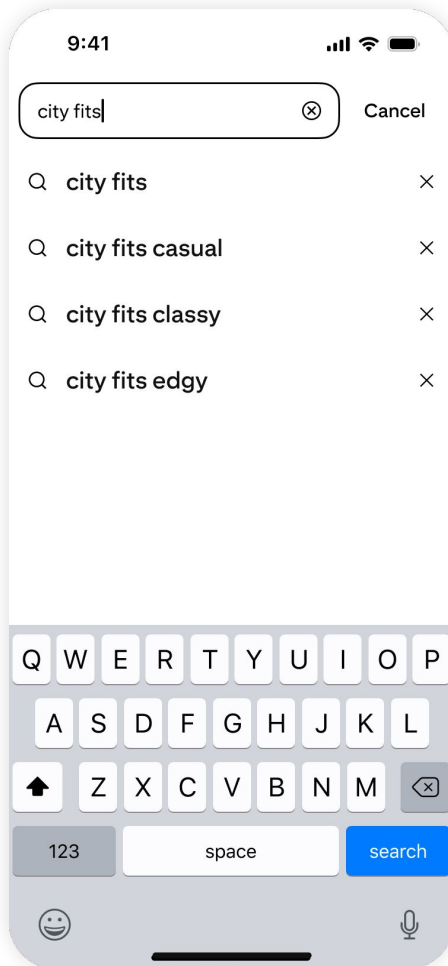 9:41
city fits Cancel
city fits
city fits casual
city fits classy
city fits edgy
Q W E R T Y U I O P
A S D F G H J K L
Z X C V B N M
123 space search